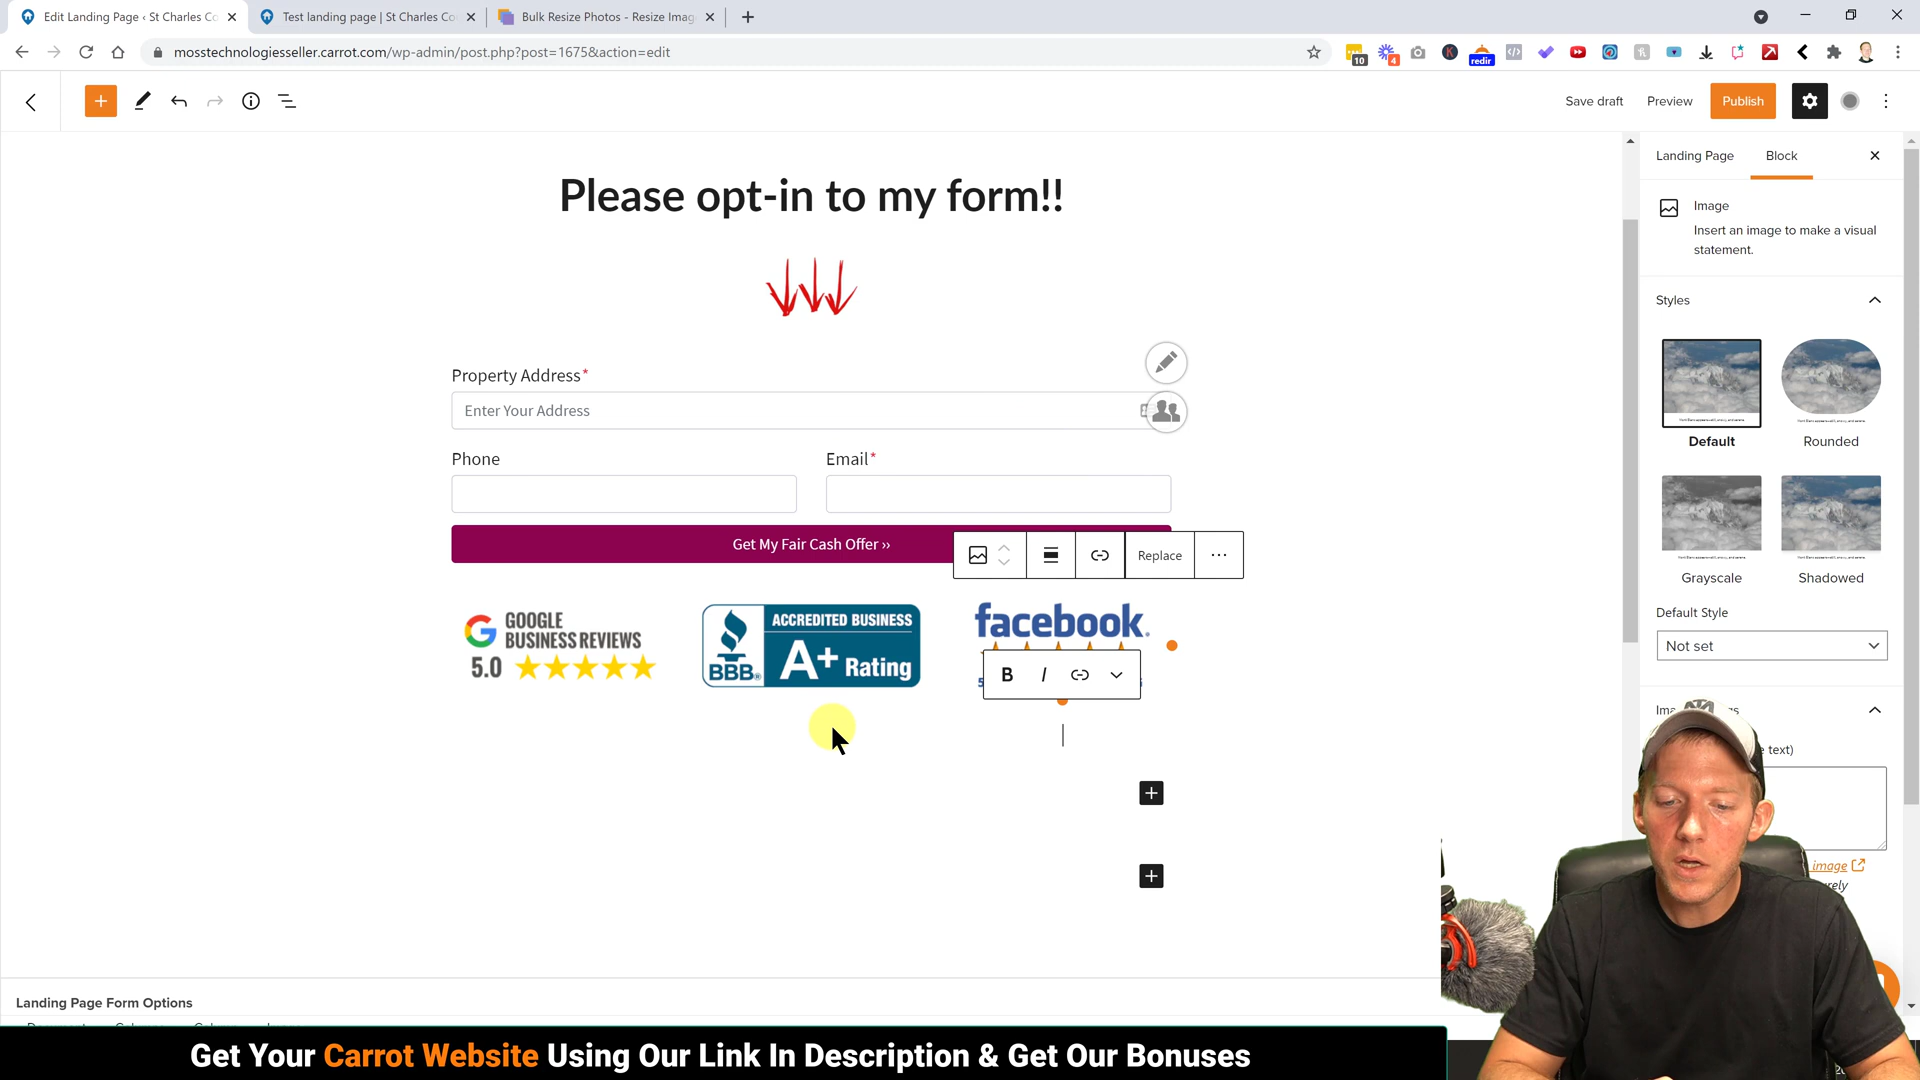 Edit Landing Page ‹ St Charles Co
Test landing page | St Charles Co
Bulk Resize Photos - Resize Imag
mosstechnologiesseller.carrot.com/wp-admin/post.php?post=1675&action=edit
10
4
redir
Save draft
Preview
Publish
Please opt-in to my form!!
Property Address*
Enter Your Address
Phone
Email*
Get My Fair Cash Offer ››
Replace
GOOGLE
BUSINESS REVIEWS
5.0
BBB
ACCREDITED BUSINESS
A+ Rating
facebook.
B I
Landing Page
Block
Image
Insert an image to make a visual
statement.
Styles
Default
Rounded
Grayscale
Shadowed
Default Style
Not set
text)
image
Landing Page Form Options
Get Your Carrot Website Using Our Link In Description & Get Our Bonuses